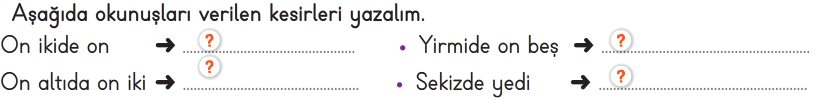 Aşağıda okunuşları verilen kesirleri yazalım.
On ikide on ➜ ? ........................................ • Yirmide on beş ➜ ? ........................................
On altıda on iki ➜ ? ........................................ • Sekizde yedi ➜ ? ........................................